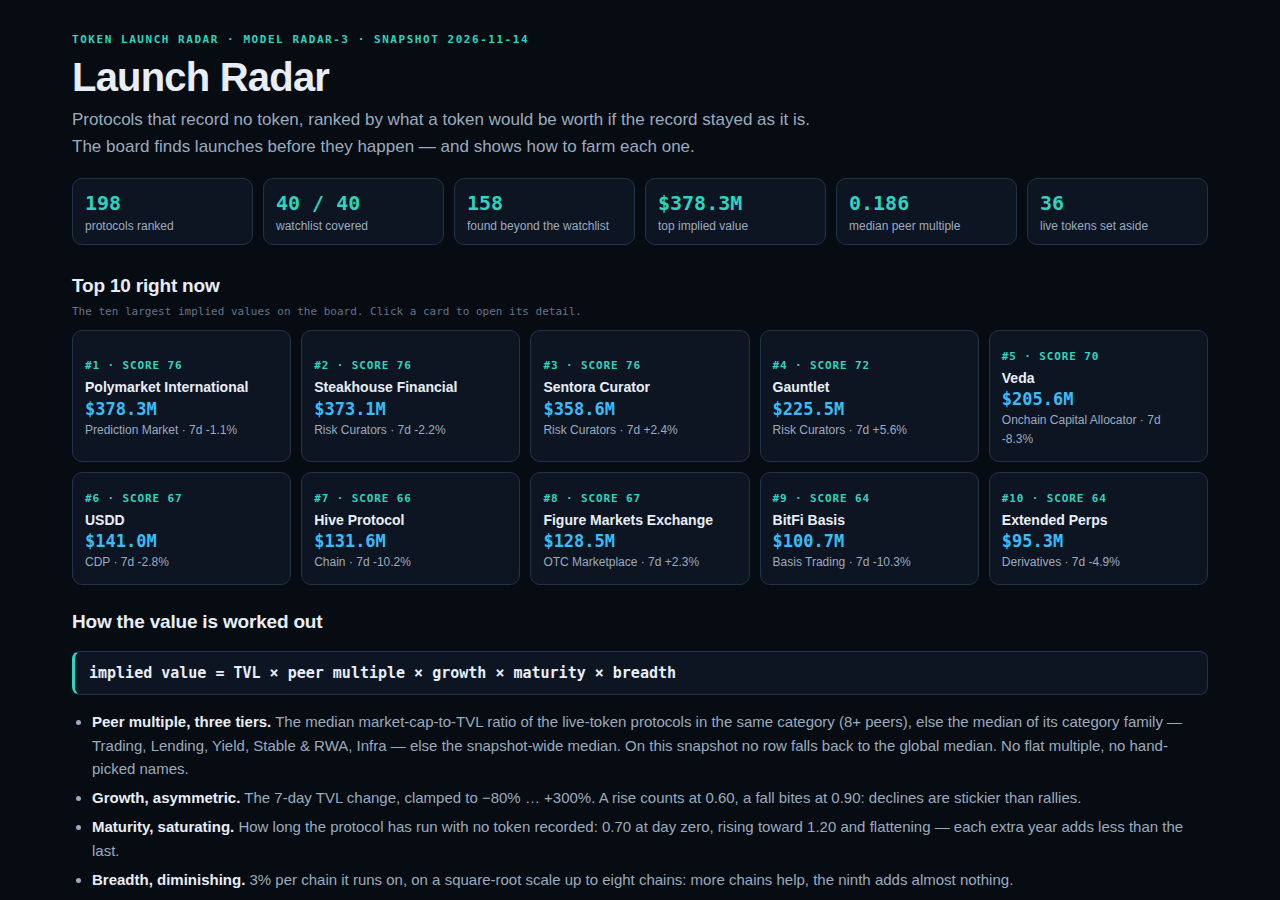 TOKEN LAUNCH RADAR · MODEL RADAR-3 · SNAPSHOT 2026-11-14
Launch Radar
Protocols that record no token, ranked by what a token would be worth if the record stayed as it is.
The board finds launches before they happen — and shows how to farm each one.
198
protocols ranked
40 / 40
watchlist covered
158
found beyond the watchlist
$378.3M
top implied value
0.186
median peer multiple
36
live tokens set aside
Top 10 right now
The ten largest implied values on the board. Click a card to open its detail.
#1 · SCORE 76
Polymarket International
$378.3M
Prediction Market · 7d -1.1%
#2 · SCORE 76
Steakhouse Financial
$373.1M
Risk Curators · 7d -2.2%
#3 · SCORE 76
Sentora Curator
$358.6M
Risk Curators · 7d +2.4%
#4 · SCORE 72
Gauntlet
$225.5M
Risk Curators · 7d +5.6%
#5 · SCORE 70
Veda
$205.6M
Onchain Capital Allocator · 7d
-8.3%
#6 · SCORE 67
USDD
$141.0M
CDP · 7d -2.8%
#7 · SCORE 66
Hive Protocol
$131.6M
Chain · 7d -10.2%
#8 · SCORE 67
Figure Markets Exchange
$128.5M
OTC Marketplace · 7d +2.3%
#9 · SCORE 64
BitFi Basis
$100.7M
Basis Trading · 7d -10.3%
#10 · SCORE 64
Extended Perps
$95.3M
Derivatives · 7d -4.9%
How the value is worked out
implied value = TVL × peer multiple × growth × maturity × breadth
Peer multiple, three tiers. The median market-cap-to-TVL ratio of the live-token protocols in the same category (8+ peers), else the median of its category family —
Trading, Lending, Yield, Stable & RWA, Infra — else the snapshot-wide median. On this snapshot no row falls back to the global median. No flat multiple, no hand-
picked names.
Growth, asymmetric. The 7-day TVL change, clamped to −80% … +300%. A rise counts at 0.60, a fall bites at 0.90: declines are stickier than rallies.
Maturity, saturating. How long the protocol has run with no token recorded: 0.70 at day zero, rising toward 1.20 and flattening — each extra year adds less than the
last.
Breadth, diminishing. 3% per chain it runs on, on a square-root scale up to eight chains: more chains help, the ninth adds almost nothing.